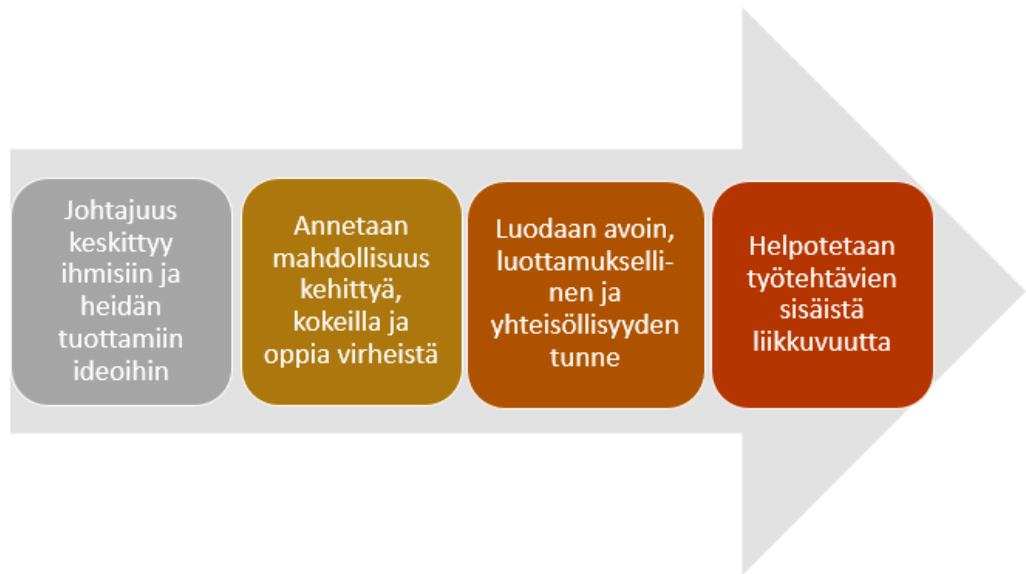 Johtajuus
keskittyy
ihmisiin ja
heidän
tuottamiin
ideoihin
Annetaan
mahdollisuus
kehittyä,
kokeilla ja
oppia virheistä
Luodaan avoin,
luottamukselli-
nen ja
yhteisöllisyyden
tunne
Helpotetaan
työtehtävien
sisäistä
liikkuvuutta